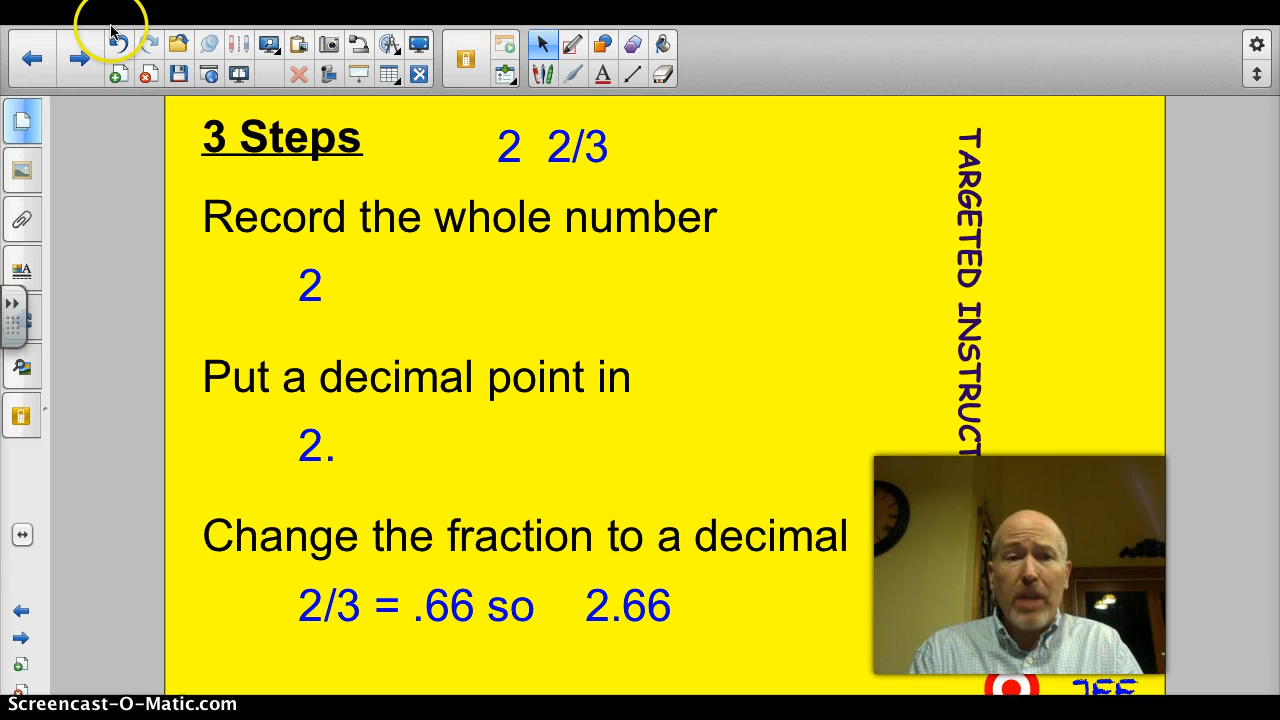 3 Steps 2 2/3
Record the whole number
2
Put a decimal point in
2.
Change the fraction to a decimal
2/3 = .66 so 2.66
TARGETED INSTRUCT
Screencast-O-Matic.com